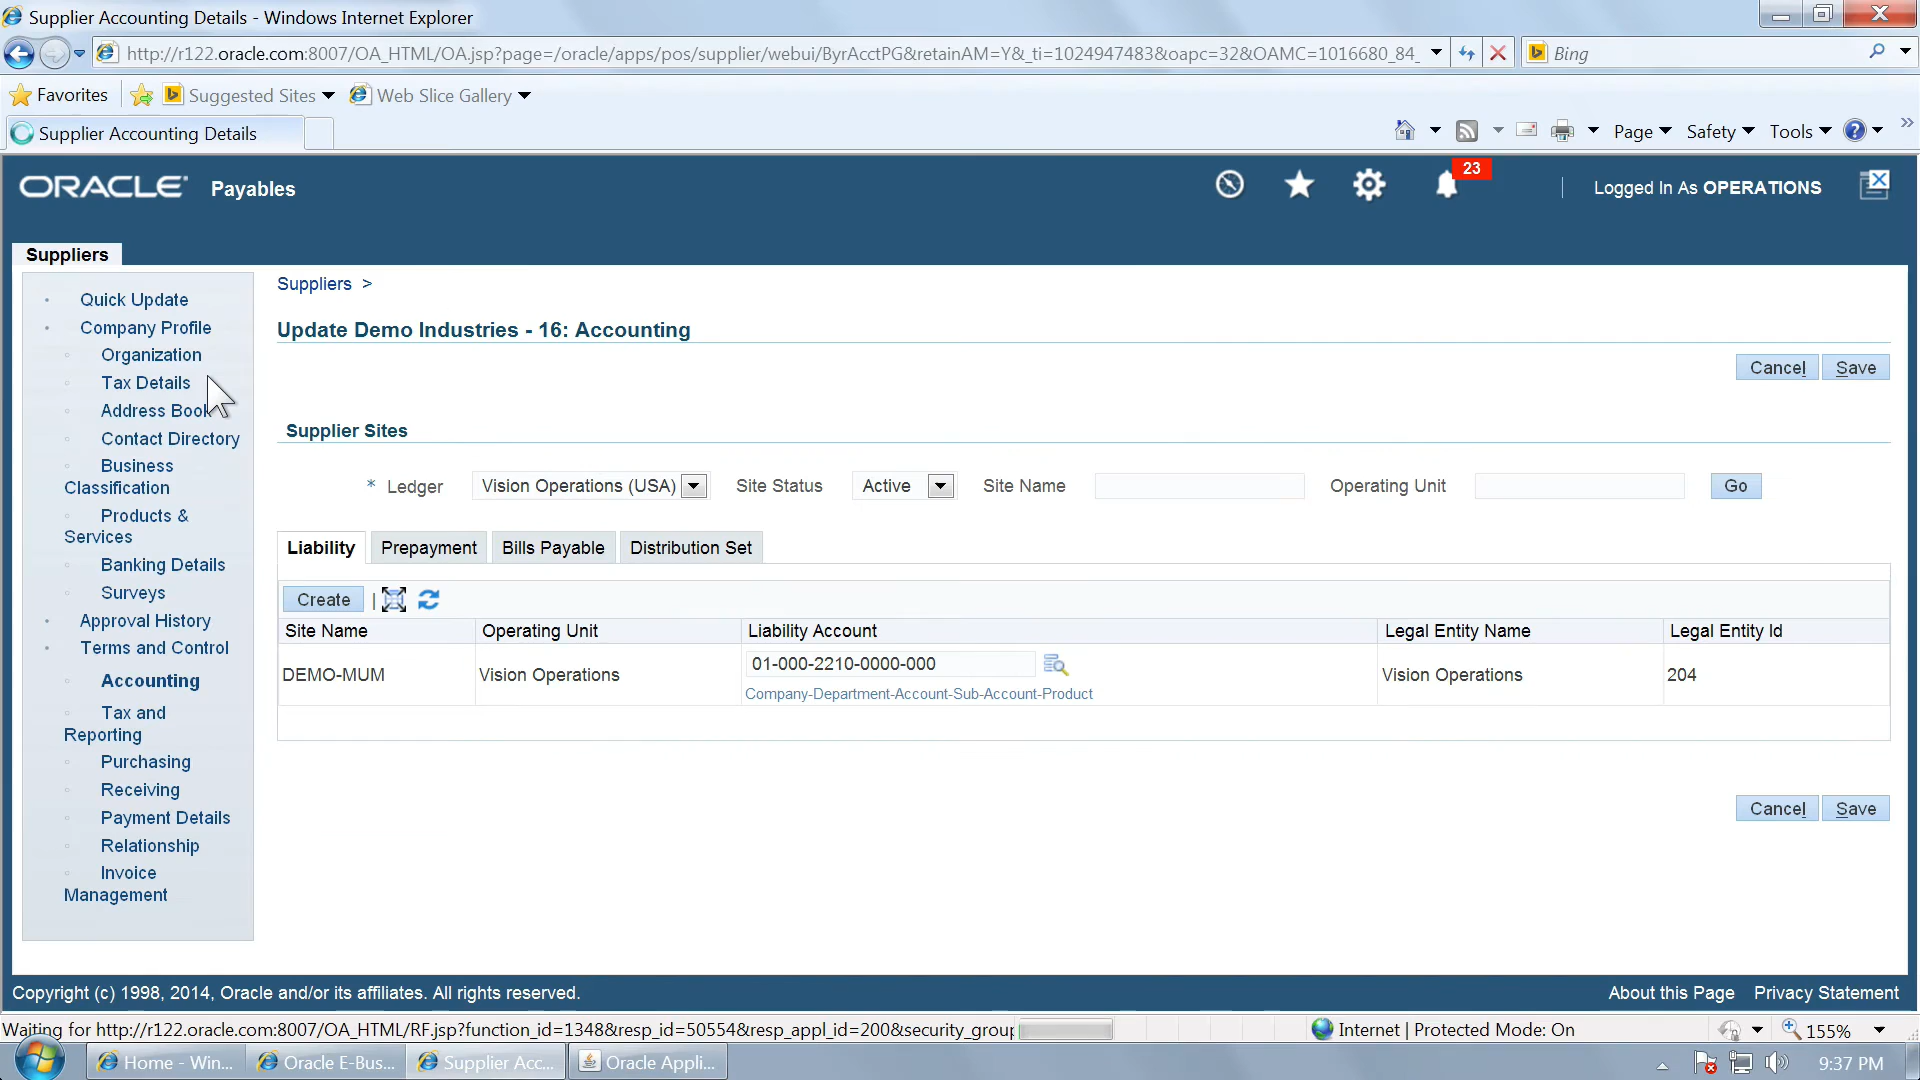 Supplier Accounting Details - Windows Internet Explorer
http://r122.oracle.com:8007/OA_HTML/OA.jsp?page=/oracle/apps/pos/supplier/webui/ByrAcctPG&retainAM=Y&_ti=1024947483&oapc=32&OAMC=1016680_84_
Bing
Favorites
Suggested Sites
Web Slice Gallery
Supplier Accounting Details
Page
Safety
Tools
ORACLE Payables
23
Logged In As OPERATIONS
Suppliers
Quick Update
Company Profile
Organization
Tax Details
Address Book
Contact Directory
Business
Classification
Products &
Services
Banking Details
Surveys
Approval History
Terms and Control
Accounting
Tax and
Reporting
Purchasing
Receiving
Payment Details
Relationship
Invoice
Management
Suppliers >
Update Demo Industries - 16: Accounting
Cancel Save
Supplier Sites
* Ledger Vision Operations (USA) Site Status Active Site Name Operating Unit Go
Liability Prepayment Bills Payable Distribution Set
Create |
Site Name Operating Unit Liability Account Legal Entity Name Legal Entity Id
DEMO-MUM Vision Operations 01-000-2210-0000-000 Vision Operations 204
Company-Department-Account-Sub-Account-Product
Cancel Save
Copyright (c) 1998, 2014, Oracle and/or its affiliates. All rights reserved.
About this Page Privacy Statement
Waiting for http://r122.oracle.com:8007/OA_HTML/RF.jsp?function_id=1348&resp_id=50554&resp_appl_id=200&security_group
Internet | Protected Mode: On
155%
Home - Win...
Oracle E-Bus...
Supplier Acc...
Oracle Appli...
9:37 PM